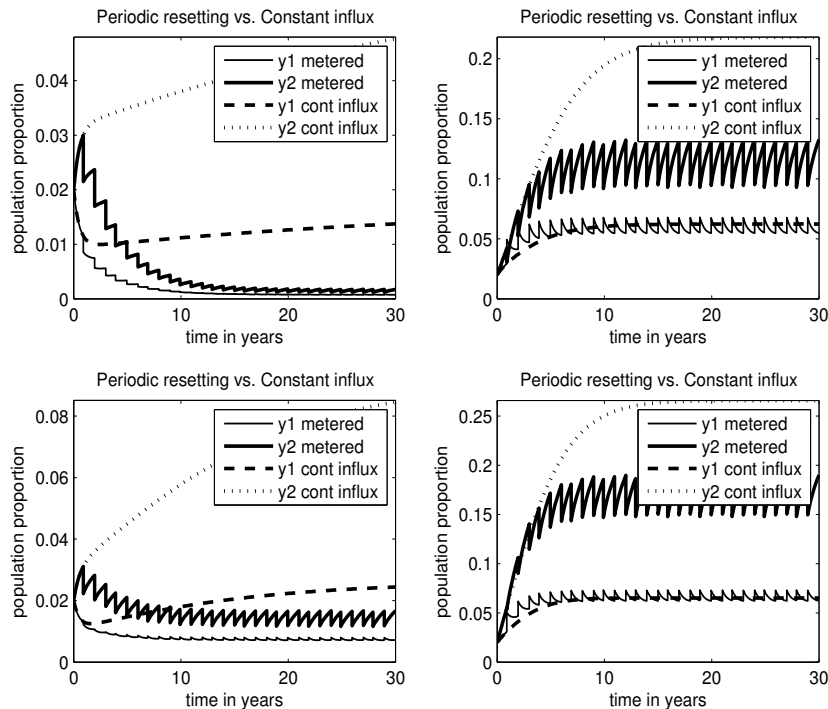 Periodic resetting vs. Constant influx
population proportion
0.04
0.03
0.02
0.01
0
y1 metered
y2 metered
y1 cont influx
y2 cont influx
0
10
20
30
time in years
Periodic resetting vs. Constant influx
population proportion
0.2
0.15
0.1
0.05
0
y1 metered
y2 metered
y1 cont influx
y2 cont influx
0
10
20
30
time in years
Periodic resetting vs. Constant influx
population proportion
0.08
0.06
0.04
0.02
0
y1 metered
y2 metered
y1 cont influx
y2 cont influx
0
10
20
30
time in years
Periodic resetting vs. Constant influx
population proportion
0.25
0.2
0.15
0.1
0.05
0
y1 metered
y2 metered
y1 cont influx
y2 cont influx
0
10
20
30
time in years